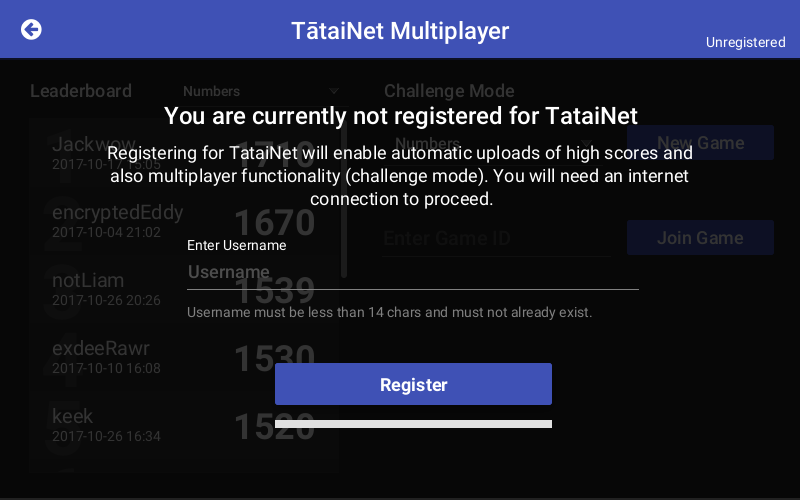 TātaiNet Multiplayer
Unregistered
Leaderboard
Numbers
Challenge Mode
You are currently not registered for TataiNet
Jackwow
2017-10-17 15:05
1710
Numbers
New Game
Registering for TataiNet will enable automatic uploads of high scores and
also multiplayer functionality (challenge mode). You will need an internet
connection to proceed.
encryptedEddy
2017-10-04 21:02
1670
Enter Game ID
Join Game
Enter Username
Username
notLiam
2017-10-26 20:26
1539
Username must be less than 14 chars and must not already exist.
exdeeRawr
2017-10-10 16:08
1530
Register
keek
2017-10-26 16:34
1520